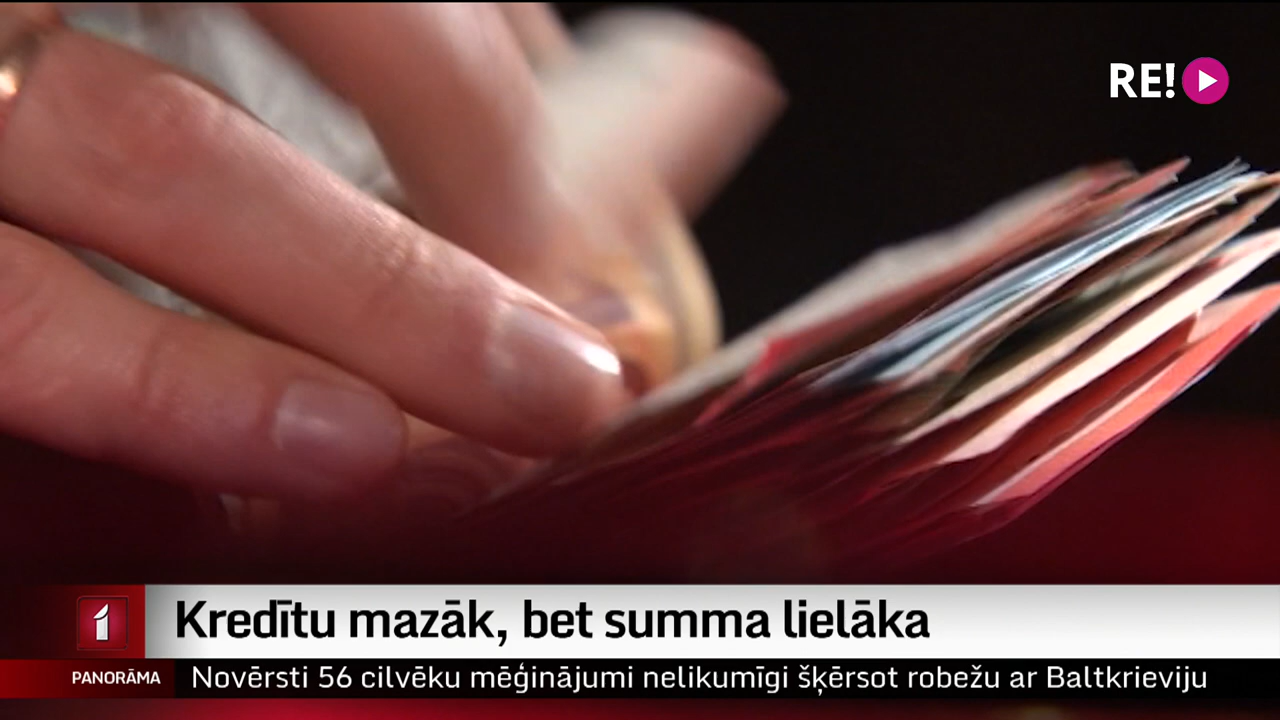 RE!
1
Kredītu mazāk, bet summa lielāka
PANORĀMA
Novērsti 56 cilvēku mēģinājumi nelikumīgi šķērsot robežu ar Baltkrieviju